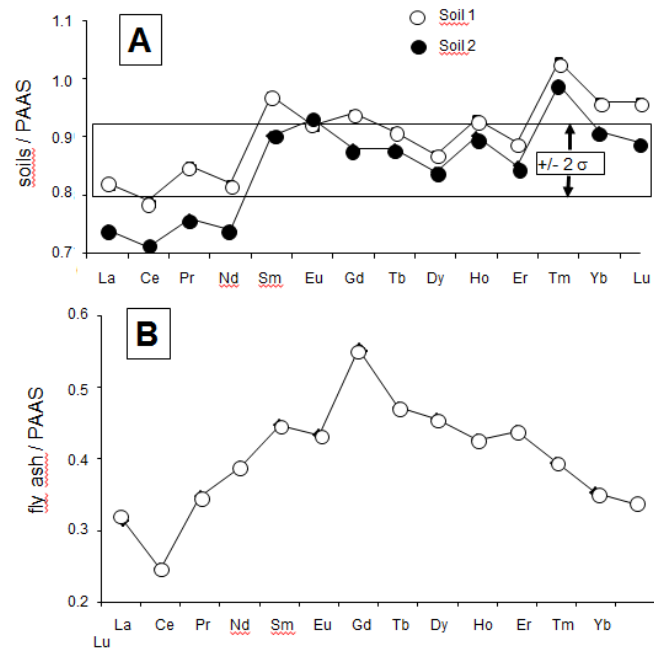 A
Soil 1
Soil 2
soils / PAAS
1.1
1.0
0.9
0.8
0.7
+/- 2 σ
La Ce Pr Nd Sm Eu Gd Tb Dy Ho Er Tm Yb Lu
B
fly ash / PAAS
0.6
0.5
0.4
0.3
0.2
La Ce Pr Nd Sm Eu Gd Tb Dy Ho Er Tm Yb
Lu